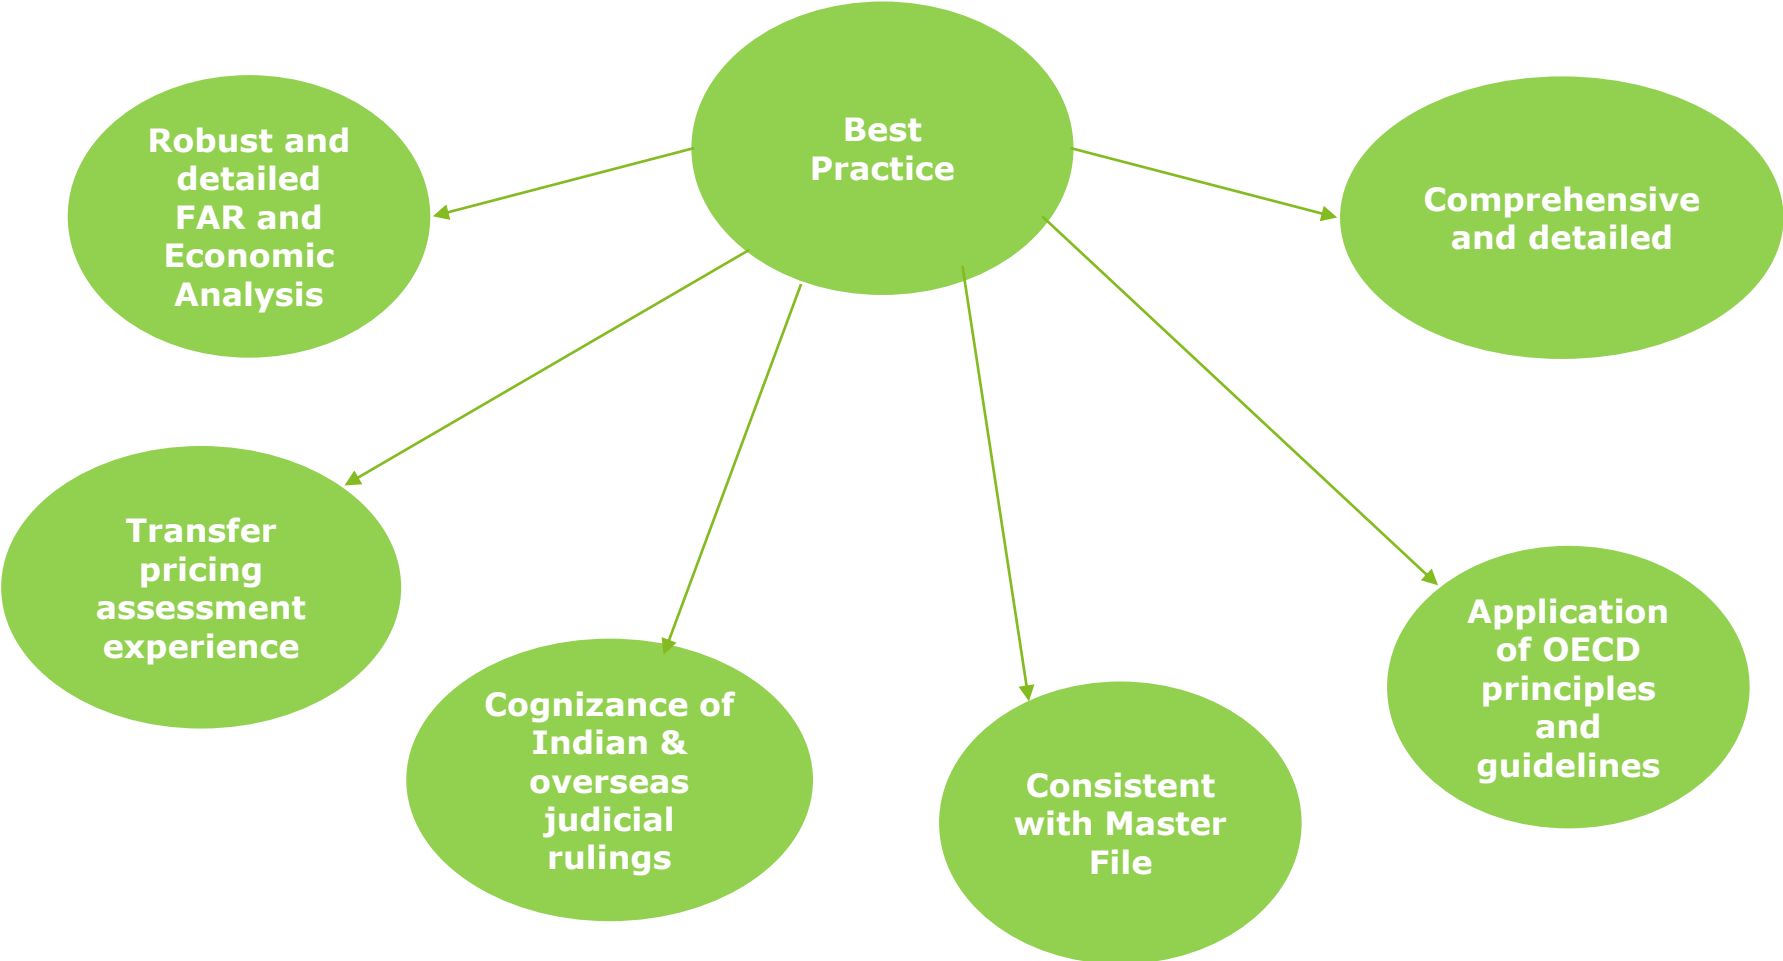 Best
Practice
Robust and
detailed
FAR and
Economic
Analysis
Comprehensive
and detailed
Transfer
pricing
assessment
experience
Cognizance of
Indian &
overseas
judicial
rulings
Consistent
with Master
File
Application
of OECD
principles
and
guidelines